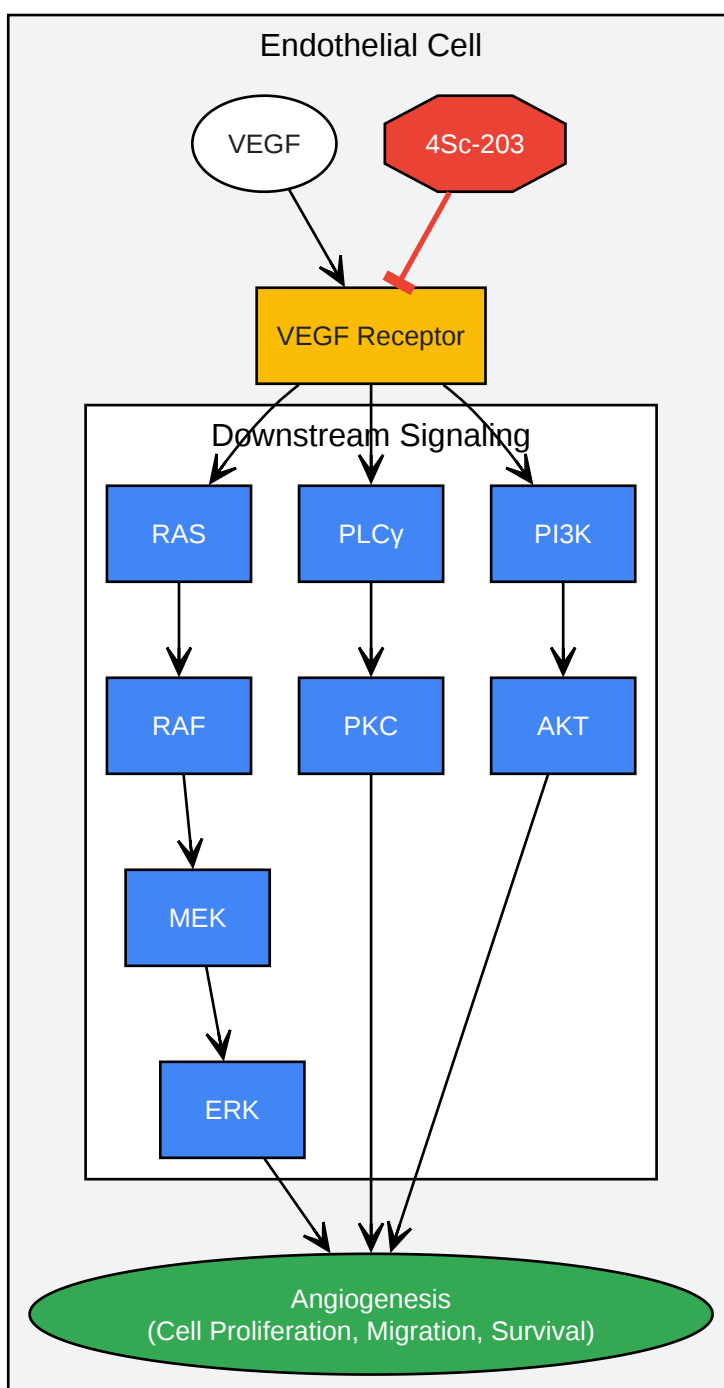 Endothelial Cell
VEGF
4Sc-203
VEGF Receptor
Downstream Signaling
RAS
PLCγ
PI3K
RAF
PKC
AKT
MEK
ERK
Angiogenesis
(Cell Proliferation, Migration, Survival)